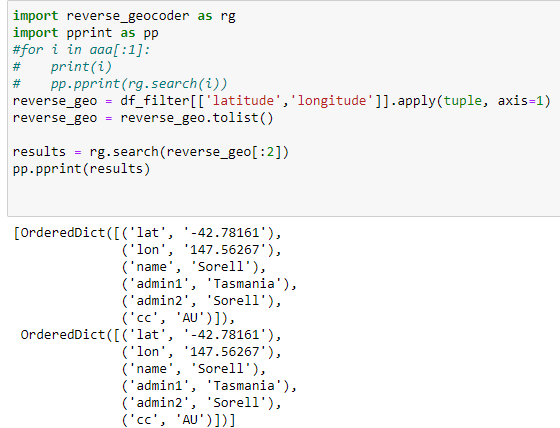 import reverse_geocoder as rg
import pprint as pp
#for i in aaa[:1]:
#    print(i)
#    pp.pprint(rg.search(i))
reverse_geo = df_filter[['latitude','longitude']].apply(tuple, axis=1)
reverse_geo = reverse_geo.tolist()
results = rg.search(reverse_geo[:2])
pp.pprint(results)
[OrderedDict([('lat', '-42.78161'),
              ('lon', '147.56267'),
              ('name', 'Sorell'),
              ('admin1', 'Tasmania'),
              ('admin2', 'Sorell'),
              ('cc', 'AU')]),
 OrderedDict([('lat', '-42.78161'),
              ('lon', '147.56267'),
              ('name', 'Sorell'),
              ('admin1', 'Tasmania'),
              ('admin2', 'Sorell'),
              ('cc', 'AU')])]